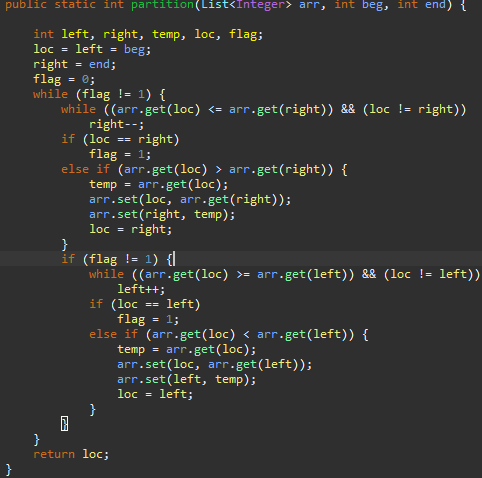 public static int partition(List<Integer> arr, int beg, int end) {
int left, right, temp, loc, flag;
loc = left = beg;
right = end;
flag = 0;
while (flag != 1) {
while ((arr.get(loc) <= arr.get(right)) && (loc != right))
right--;
if (loc == right)
flag = 1;
else if (arr.get(loc) > arr.get(right)) {
temp = arr.get(loc);
arr.set(loc, arr.get(right));
arr.set(right, temp);
loc = right;
}
if (flag != 1) {
while ((arr.get(loc) >= arr.get(left)) && (loc != left))
left++;
if (loc == left)
flag = 1;
else if (arr.get(loc) < arr.get(left)) {
temp = arr.get(loc);
arr.set(loc, arr.get(left));
arr.set(left, temp);
loc = left;
}
}
}
return loc;
}